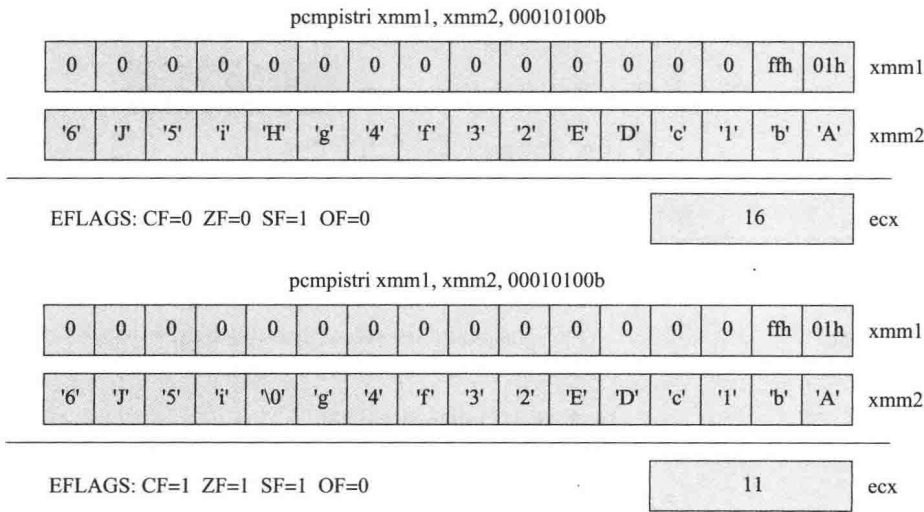 pcmpistri xmm1, xmm2, 00010100b
0 0 0 0 0 0 0 0 0 0 0 0 0 0 ffh 01h xmm1
'6' 'J' '5' 'i' 'H' 'g' '4' 'f' '3' '2' 'E' 'D' 'c' '1' 'b' 'A' xmm2
EFLAGS: CF=0 ZF=0 SF=1 OF=0 16 ecx
pcmpistri xmm1, xmm2, 00010100b
0 0 0 0 0 0 0 0 0 0 0 0 0 0 ffh 01h xmm1
'6' 'J' '5' 'i' '\0' 'g' '4' 'f' '3' '2' 'E' 'D' 'c' '1' 'b' 'A' xmm2
EFLAGS: CF=1 ZF=1 SF=1 OF=0 11 ecx